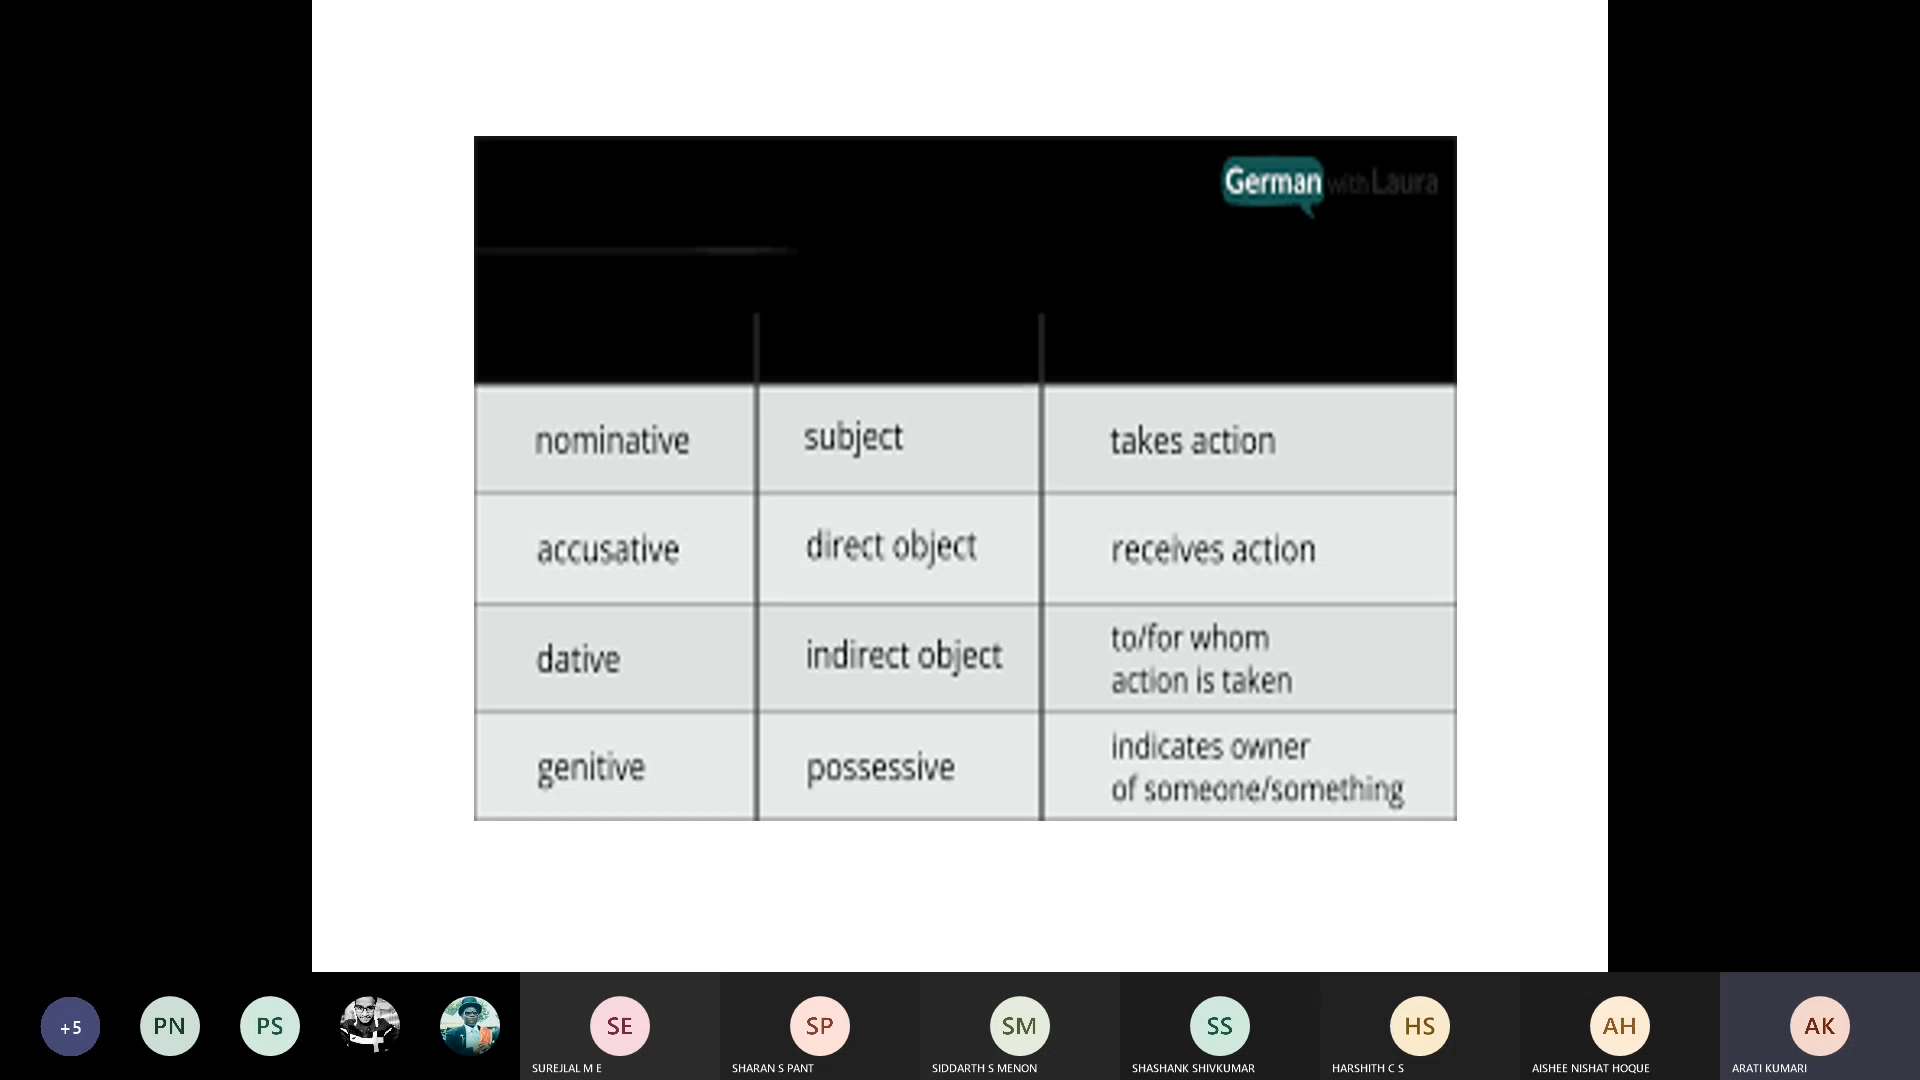 German with Laura
nominative subject takes action
accusative direct object receives action
dative indirect object to/for whom
action is taken
genitive possessive indicates owner
of someone/something
+5 PN PS SE SP SM SS HS AH AK
SUREJLAL M E SHARAN S PANT SIDDARTH S MENON SHASHANK SHIVKUMAR HARSHITH C S AISHEE NISHAT HOQUE ARATI KUMARI